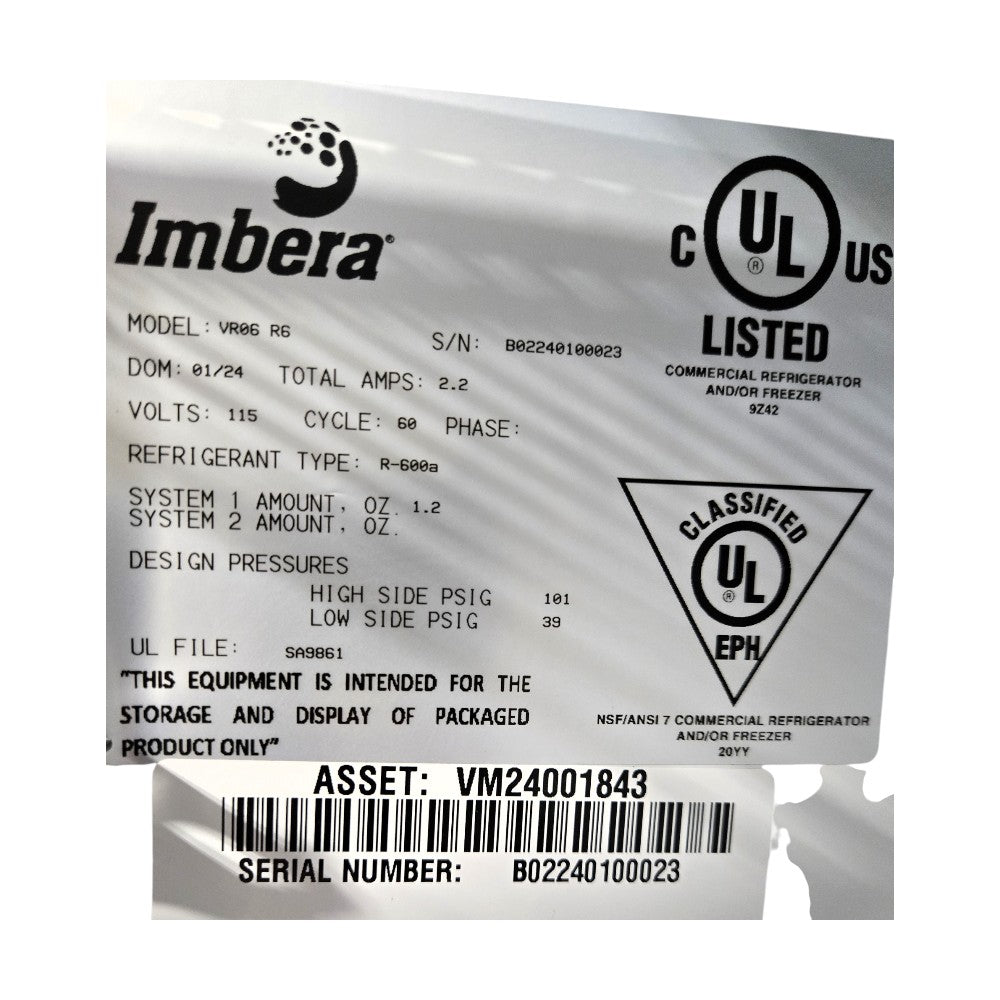 Imbera®
C UL® US
LISTED
COMMERCIAL REFRIGERATOR
AND/OR FREEZER
9Z42
MODEL: VR06 R6 S/N: B02240100023
DOM: 01/24 TOTAL AMPS: 2.2
VOLTS: 115 CYCLE: 60 PHASE:
REFRIGERANT TYPE: R-600a
SYSTEM 1 AMOUNT, OZ. 1.2
SYSTEM 2 AMOUNT, OZ.
DESIGN PRESSURES
HIGH SIDE PSIG 101
LOW SIDE PSIG 39
UL FILE: SA9861
"THIS EQUIPMENT IS INTENDED FOR THE
STORAGE AND DISPLAY OF PACKAGED
PRODUCT ONLY"
CLASSIFIED
UL®
EPH
NSF/ANSI 7 COMMERCIAL REFRIGERATOR
AND/OR FREEZER
20YY
ASSET: VM24001843
SERIAL NUMBER: B02240100023